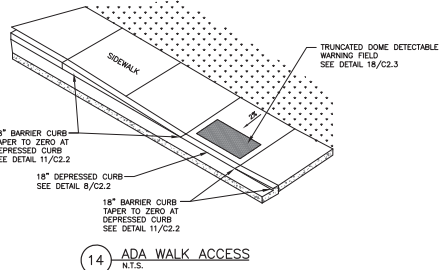 TRUNCATED DOME DETECTABLE
WARNING FIELD
SEE DETAIL 18/C2.3
SIDEWALK
8" BARRIER CURB
TAPER TO ZERO AT
DEPRESSED CURB
SEE DETAIL 11/C2.2
18" DEPRESSED CURB
SEE DETAIL 8/C2.2
18" BARRIER CURB
TAPER TO ZERO AT
DEPRESSED CURB
SEE DETAIL 11/C2.2
14 ADA WALK ACCESS
N.T.S.